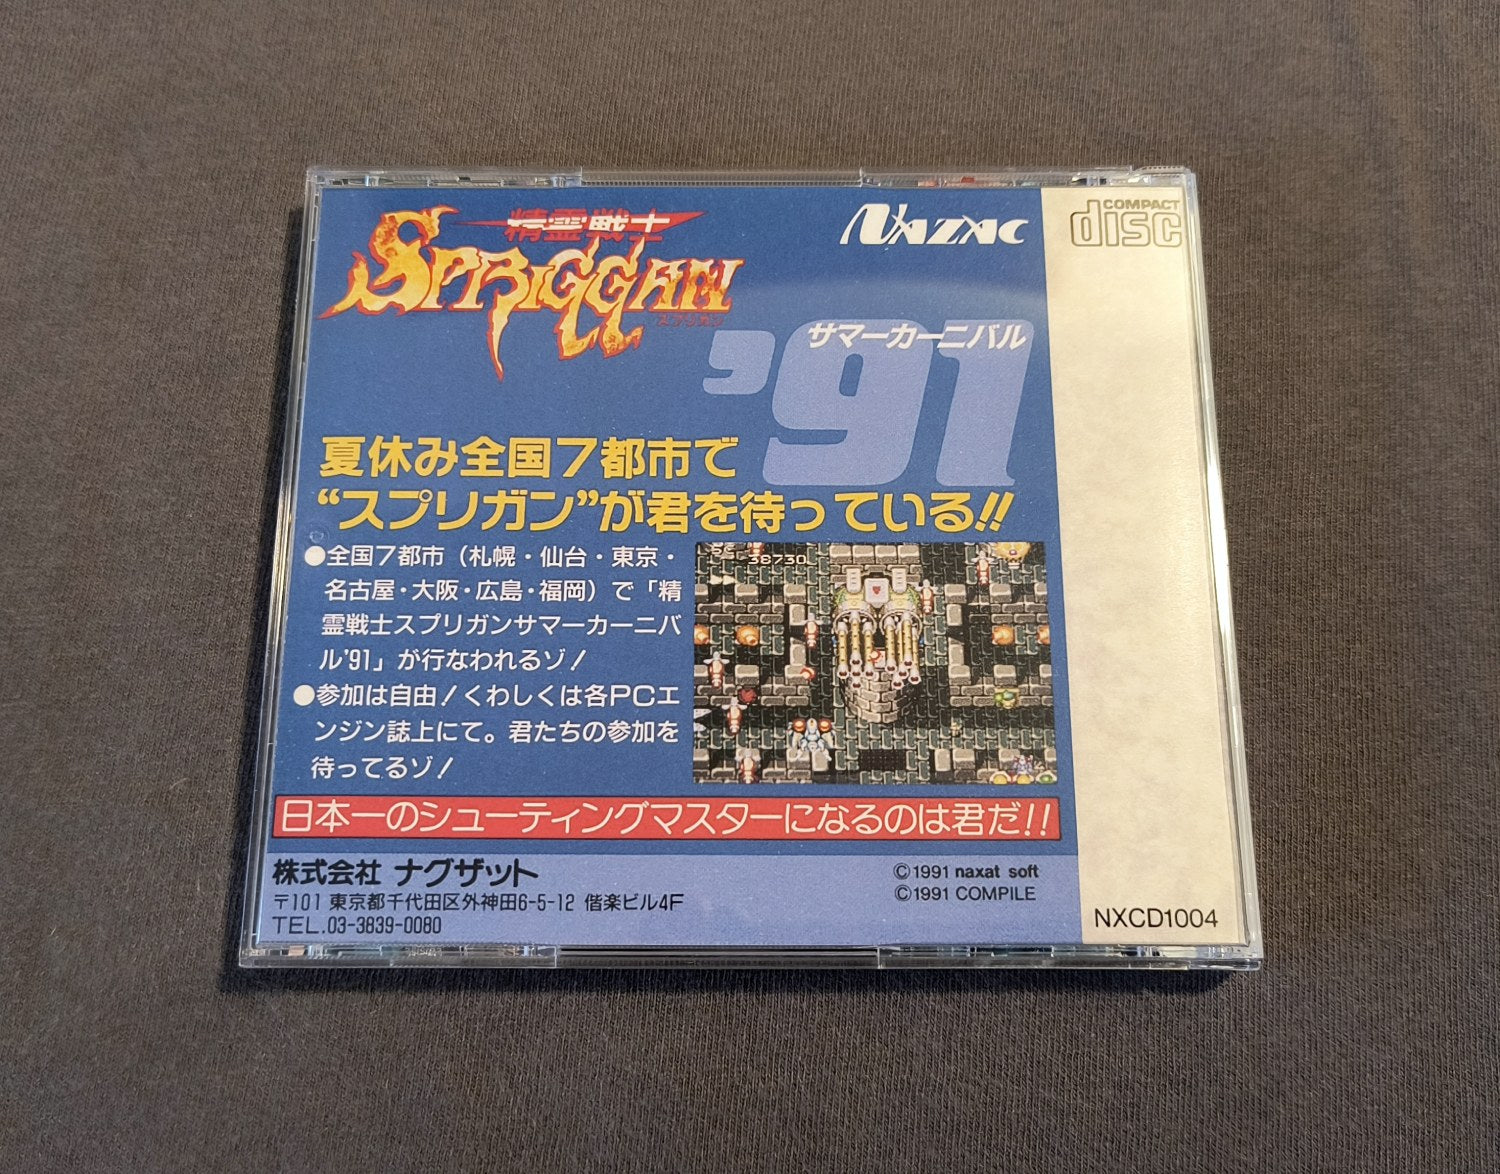 精霊戦士
SPRIGGAN
スプリガン
NAZAC
COMPACT
disc
サマーカーニバル
'91
夏休み全国7都市で
“スプリガン”が君を待っている!!
●全国7都市（札幌・仙台・東京・
名古屋・大阪・広島・福岡）で「精
霊戦士スプリガンサマーカーニバ
ル'91」が行なわれるゾ!
●参加は自由!くわしくは各PCエ
ンジン誌上にて。君たちの参加を
待ってるゾ!
38730
日本一のシューティングマスターになるのは君だ!!
株式会社 ナグザット
〒101 東京都千代田区外神田6-5-12 偕楽ビル4F
TEL.03-3839-0080
©1991 naxat soft
©1991 COMPILE
NXCD1004